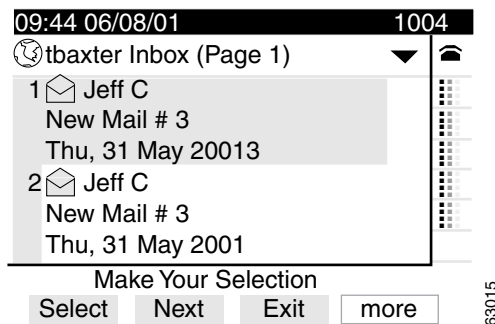 09:44 06/08/01 1004
tbaxter Inbox (Page 1)
1 Jeff C
New Mail # 3
Thu, 31 May 20013
2 Jeff C
New Mail # 3
Thu, 31 May 2001
Make Your Selection
Select Next Exit more
63015